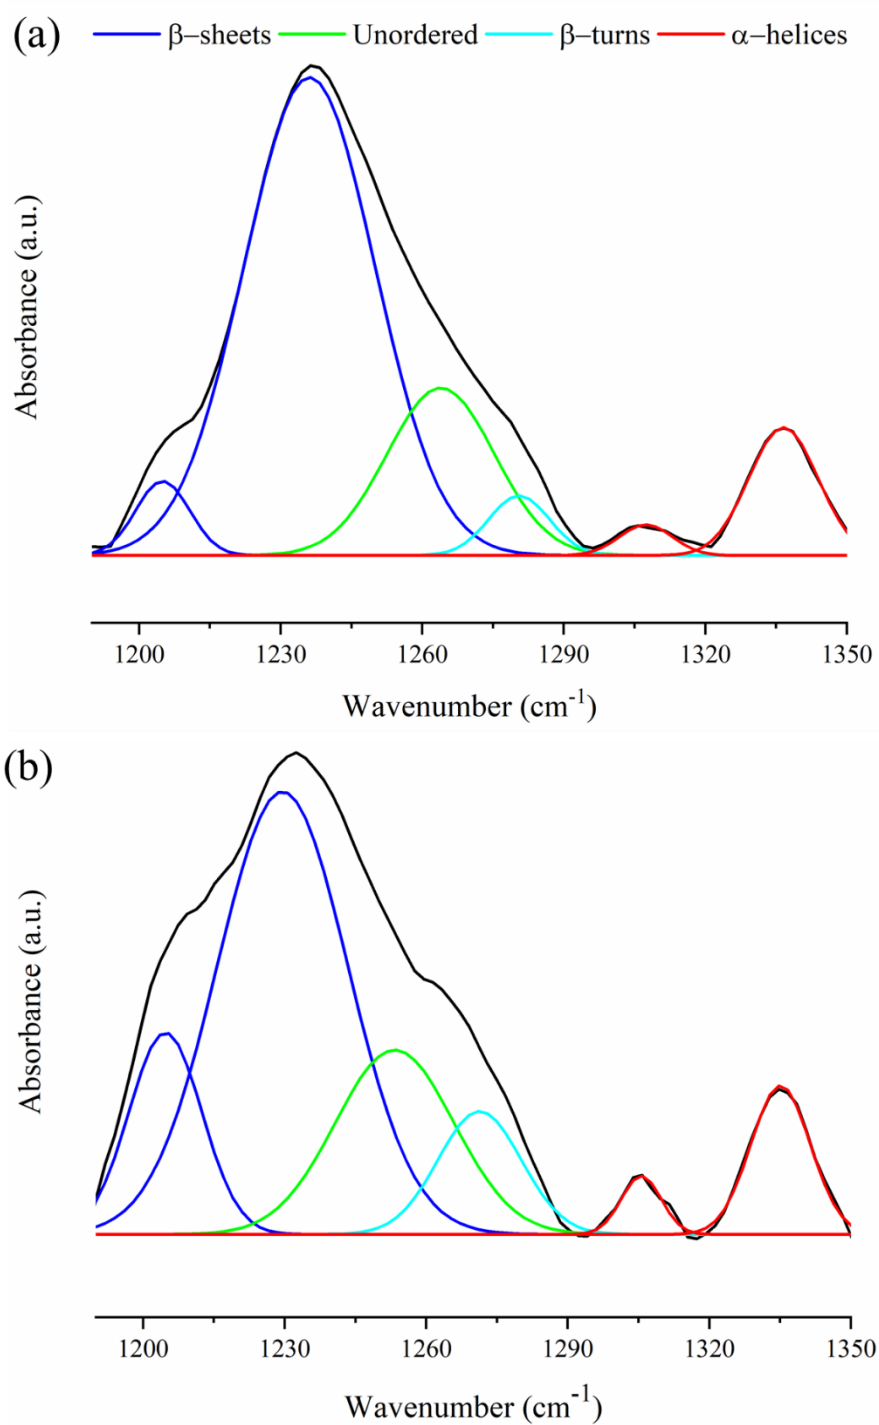 (a) β–sheets Unordered β–turns α–helices
Absorbance (a.u.)
1200 1230 1260 1290 1320 1350
Wavenumber (cm⁻¹)
(b)
Absorbance (a.u.)
1200 1230 1260 1290 1320 1350
Wavenumber (cm⁻¹)